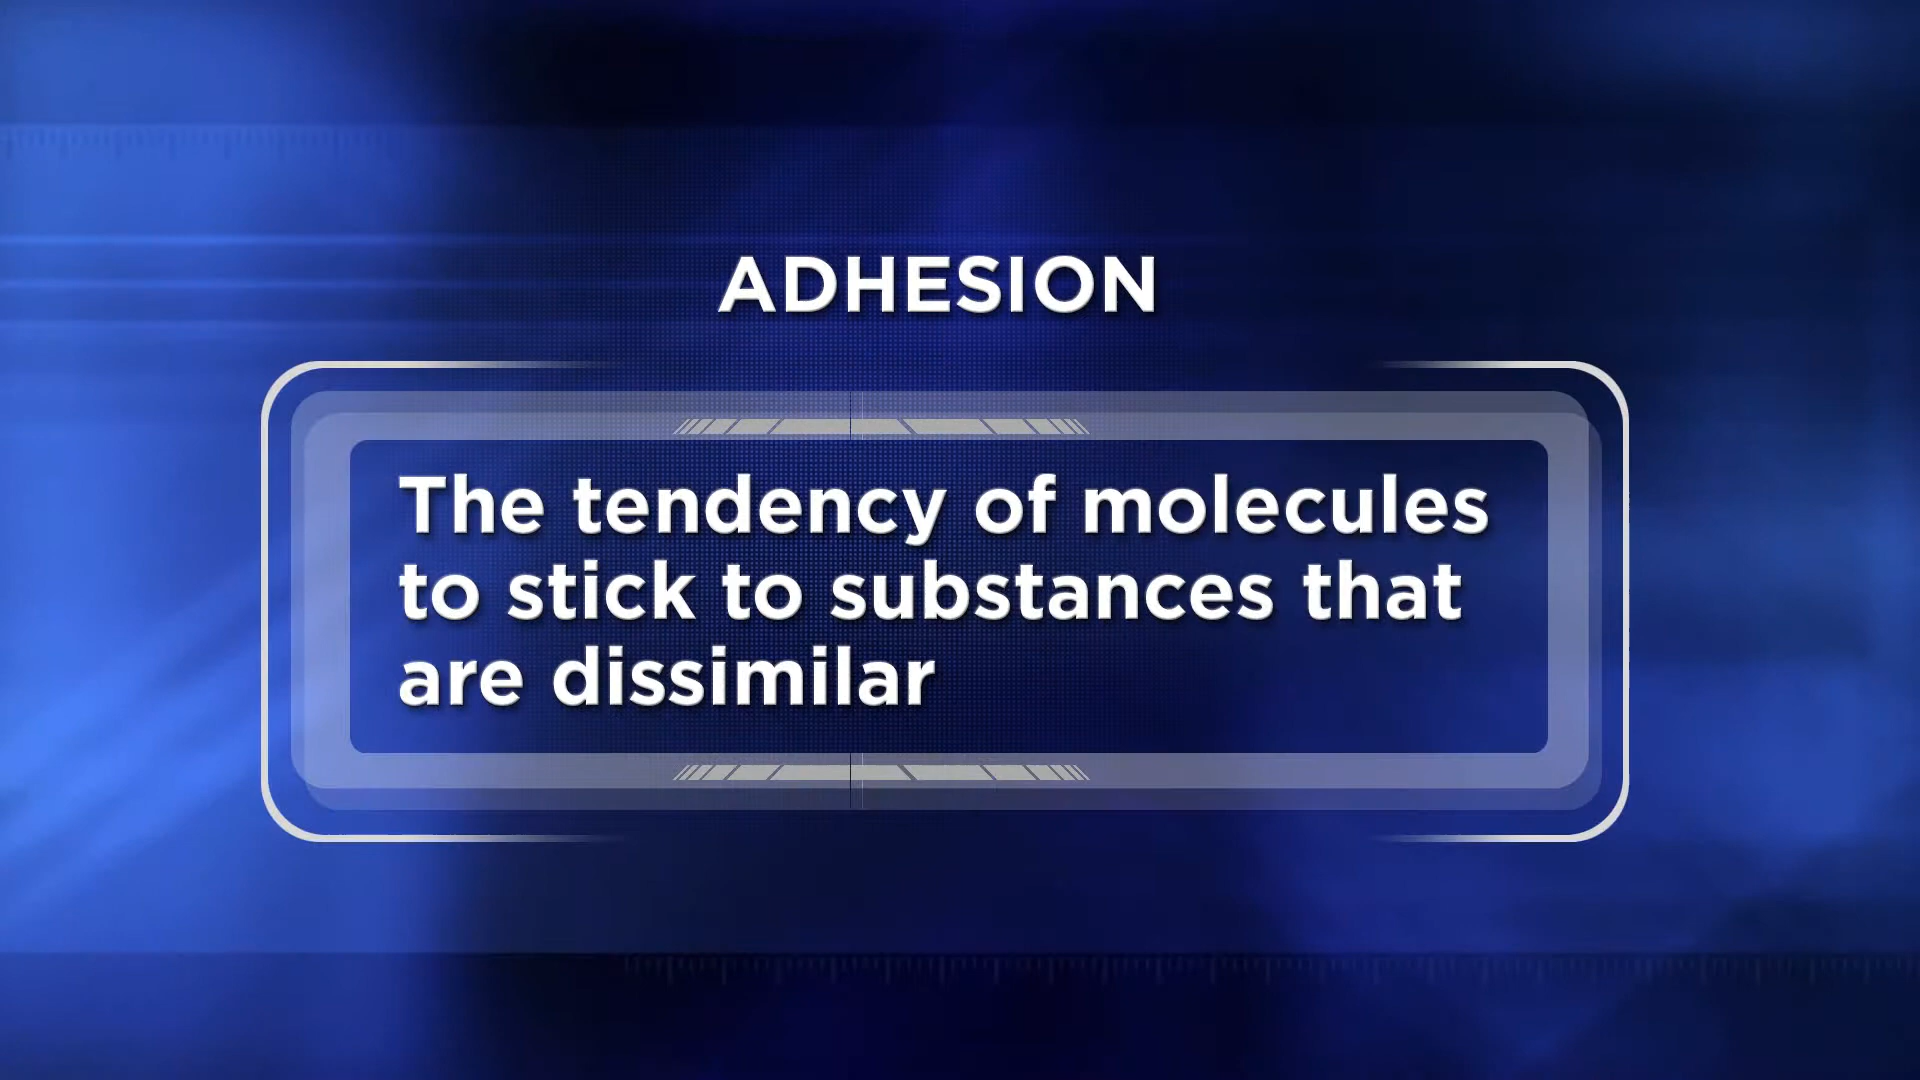 ADHESION
The tendency of molecules
to stick to substances that
are dissimilar